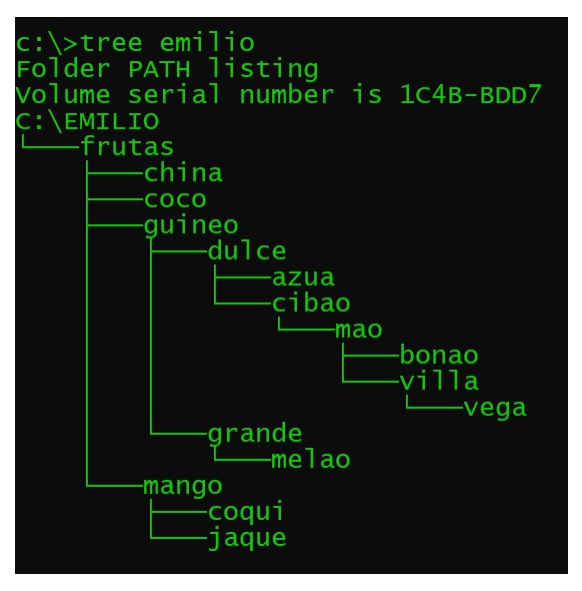 c:\>tree emilio
Folder PATH listing
Volume serial number is 1C4B-BDD7
C:\EMILIO
└───frutas
    ├───china
    ├───coco
    ├───guineo
    │   ├───dulce
    │   │   ├───azua
    │   │   └───cibao
    │   │       └───mao
    │   │           ├───bonao
    │   │           └───villa
    │   │               └───vega
    │   └───grande
    │       └───melao
    └───mango
        ├───coqui
        └───jaque